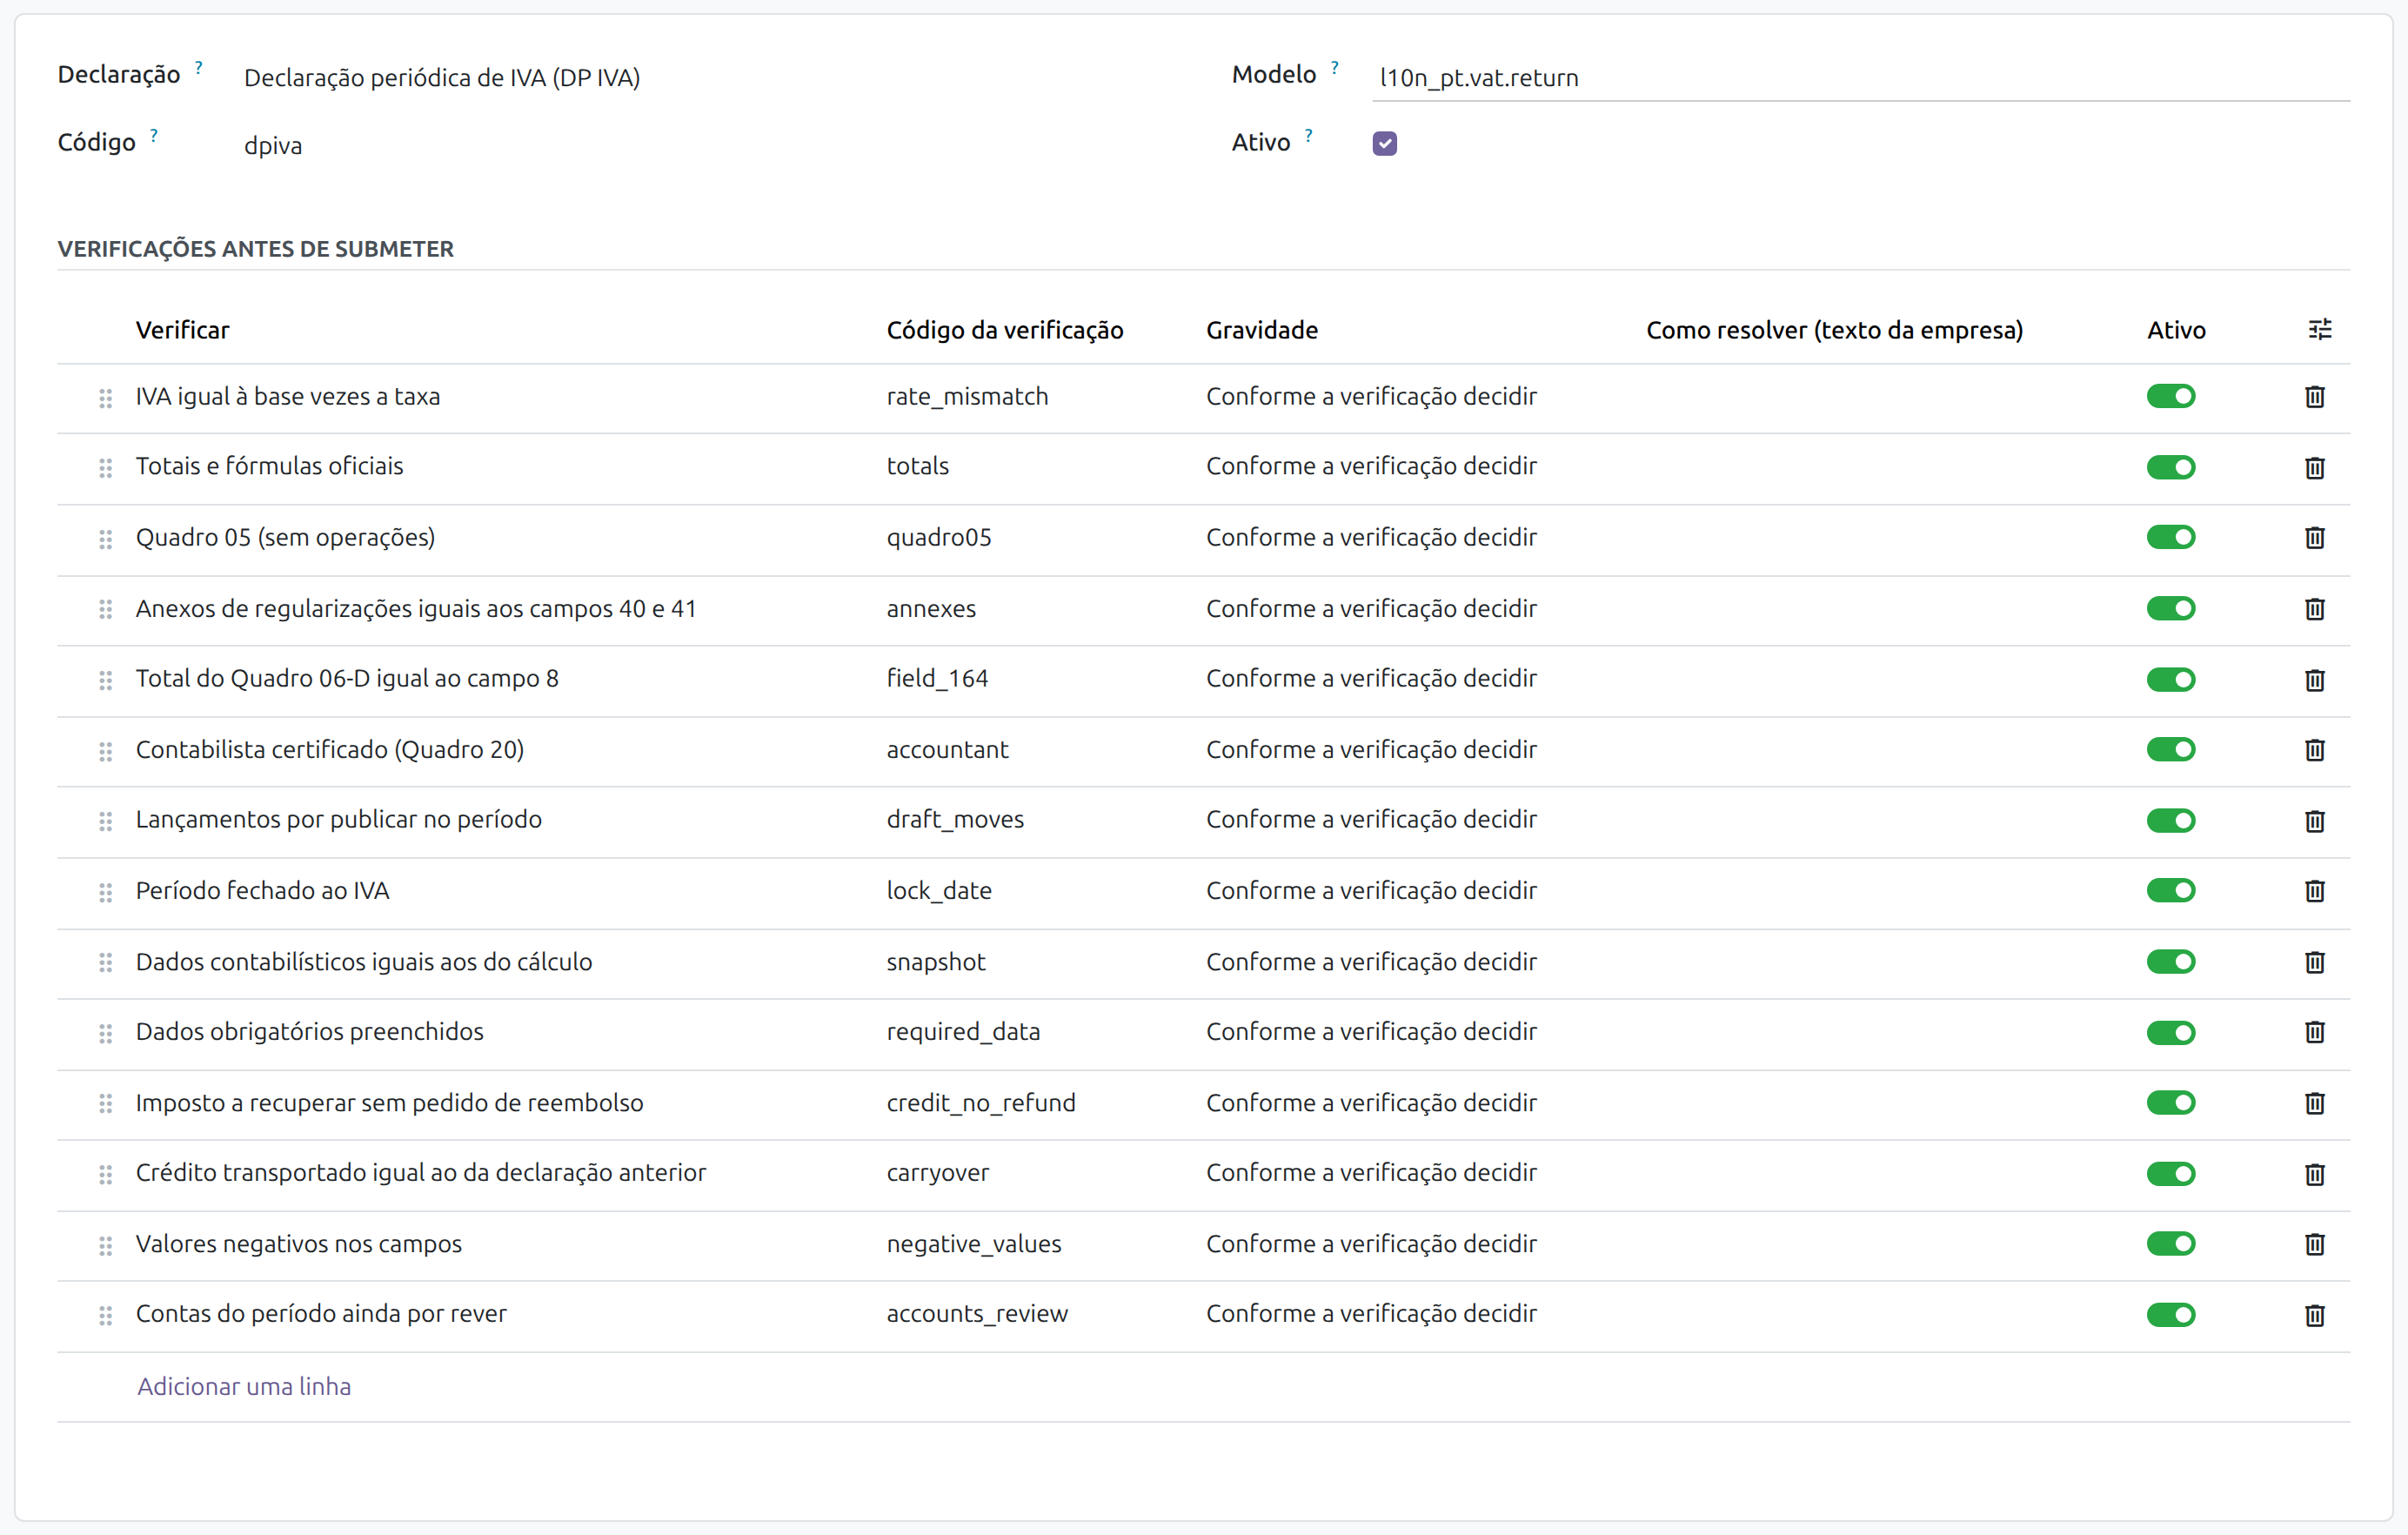 Declaração ? Declaração periódica de IVA (DP IVA) Modelo ? l10n_pt.vat.return
Código ? dpiva Ativo ?
VERIFICAÇÕES ANTES DE SUBMETER
Verificar Código da verificação Gravidade Como resolver (texto da empresa) Ativo
IVA igual à base vezes a taxa rate_mismatch Conforme a verificação decidir
Totais e fórmulas oficiais totals Conforme a verificação decidir
Quadro 05 (sem operações) quadro05 Conforme a verificação decidir
Anexos de regularizações iguais aos campos 40 e 41 annexes Conforme a verificação decidir
Total do Quadro 06-D igual ao campo 8 field_164 Conforme a verificação decidir
Contabilista certificado (Quadro 20) accountant Conforme a verificação decidir
Lançamentos por publicar no período draft_moves Conforme a verificação decidir
Período fechado ao IVA lock_date Conforme a verificação decidir
Dados contabilísticos iguais aos do cálculo snapshot Conforme a verificação decidir
Dados obrigatórios preenchidos required_data Conforme a verificação decidir
Imposto a recuperar sem pedido de reembolso credit_no_refund Conforme a verificação decidir
Crédito transportado igual ao da declaração anterior carryover Conforme a verificação decidir
Valores negativos nos campos negative_values Conforme a verificação decidir
Contas do período ainda por rever accounts_review Conforme a verificação decidir
Adicionar uma linha